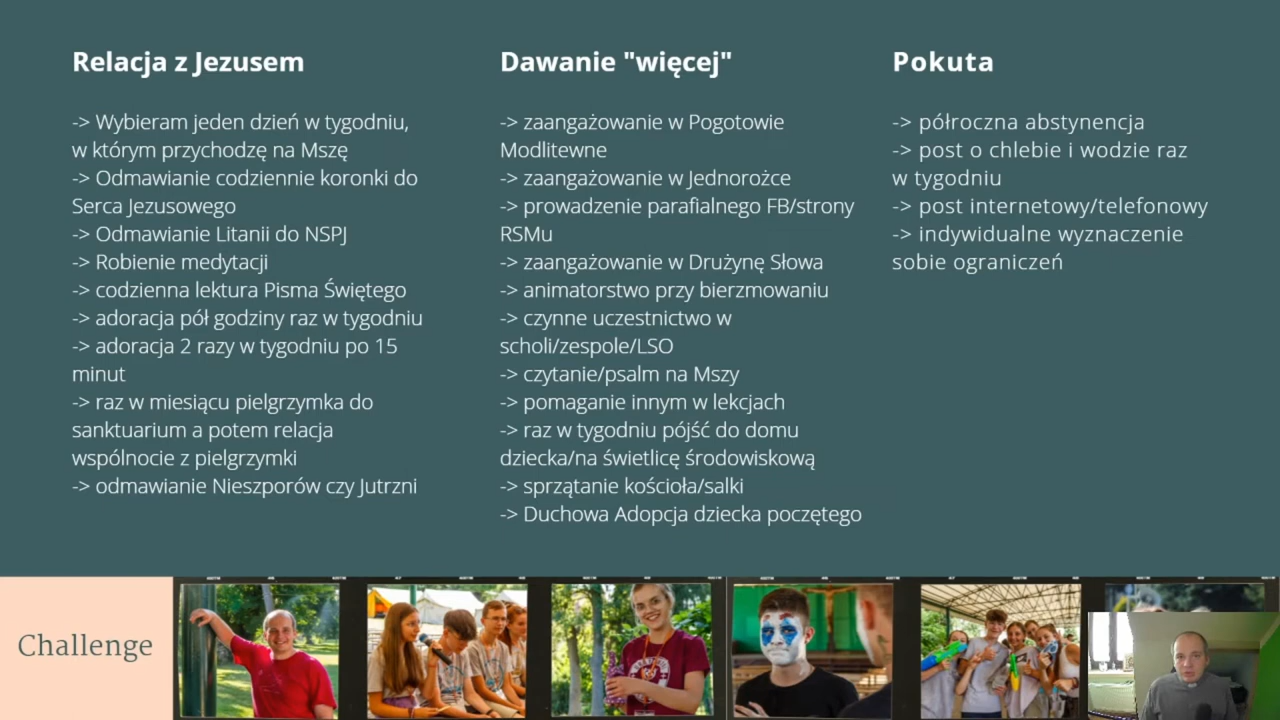 Relacja z Jezusem
-> Wybieram jeden dzień w tygodniu,
w którym przychodzę na Mszę
-> Odmawianie codziennie koronki do
Serca Jezusowego
-> Odmawianie Litanii do NSPJ
-> Robienie medytacji
-> codzienna lektura Pisma Świętego
-> adoracja pół godziny raz w tygodniu
-> adoracja 2 razy w tygodniu po 15
minut
-> raz w miesiącu pielgrzymka do
sanktuarium a potem relacja
wspólnocie z pielgrzymki
-> odmawianie Nieszporów czy Jutrzni
Dawanie "więcej"
-> zaangażowanie w Pogotowie
Modlitewne
-> zaangażowanie w Jednorożce
-> prowadzenie parafialnego FB/strony
RSMu
-> zaangażowanie w Drużynę Słowa
-> animatorstwo przy bierzmowaniu
-> czynne uczestnictwo w
scholi/zespole/LSO
-> czytanie/psalm na Mszy
-> pomaganie innym w lekcjach
-> raz w tygodniu pójść do domu
dziecka/na świetlicę środowiskową
-> sprzątanie kościoła/salki
-> Duchowa Adopcja dziecka poczętego
Pokuta
-> półroczna abstynencja
-> post o chlebie i wodzie raz
w tygodniu
-> post internetowy/telefonowy
-> indywidualne wyznaczenie
sobie ograniczeń
Challenge